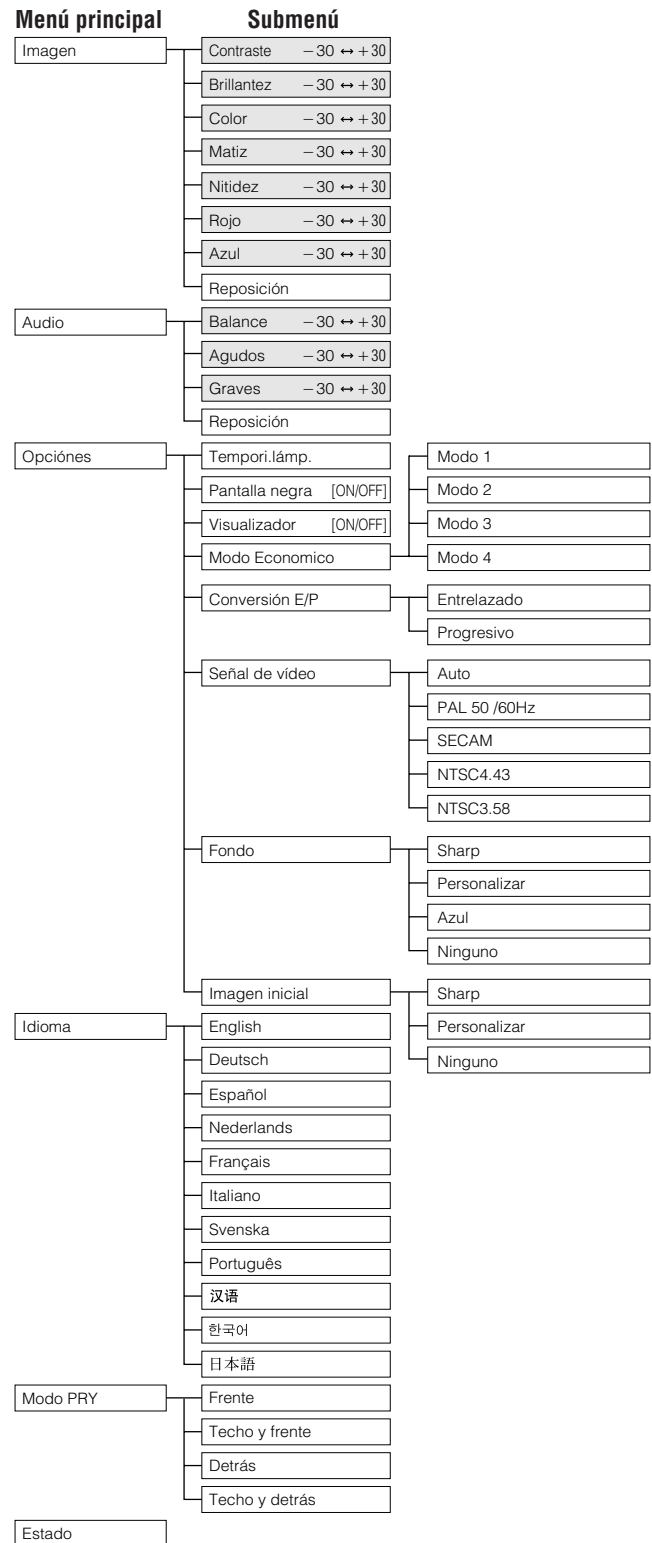 Menú principal Submenú
Imagen Contraste −30 ↔ +30
Brillantez −30 ↔ +30
Color −30 ↔ +30
Matiz −30 ↔ +30
Nitidez −30 ↔ +30
Rojo −30 ↔ +30
Azul −30 ↔ +30
Reposición
Audio Balance −30 ↔ +30
Agudos −30 ↔ +30
Graves −30 ↔ +30
Reposición
Opciónes Tempori.lámp. Modo 1
Pantalla negra [ON/OFF] Modo 2
Visualizador [ON/OFF] Modo 3
Modo Economico Modo 4
Conversión E/P Entrelazado
Progresivo
Señal de vídeo Auto
PAL 50 /60Hz
SECAM
NTSC4.43
NTSC3.58
Fondo Sharp
Personalizar
Azul
Ninguno
Imagen inicial Sharp
Idioma English Personalizar
Deutsch Ninguno
Español
Nederlands
Français
Italiano
Svenska
Português
汉语
한국어
日本語
Modo PRY Frente
Techo y frente
Detrás
Techo y detrás
Estado